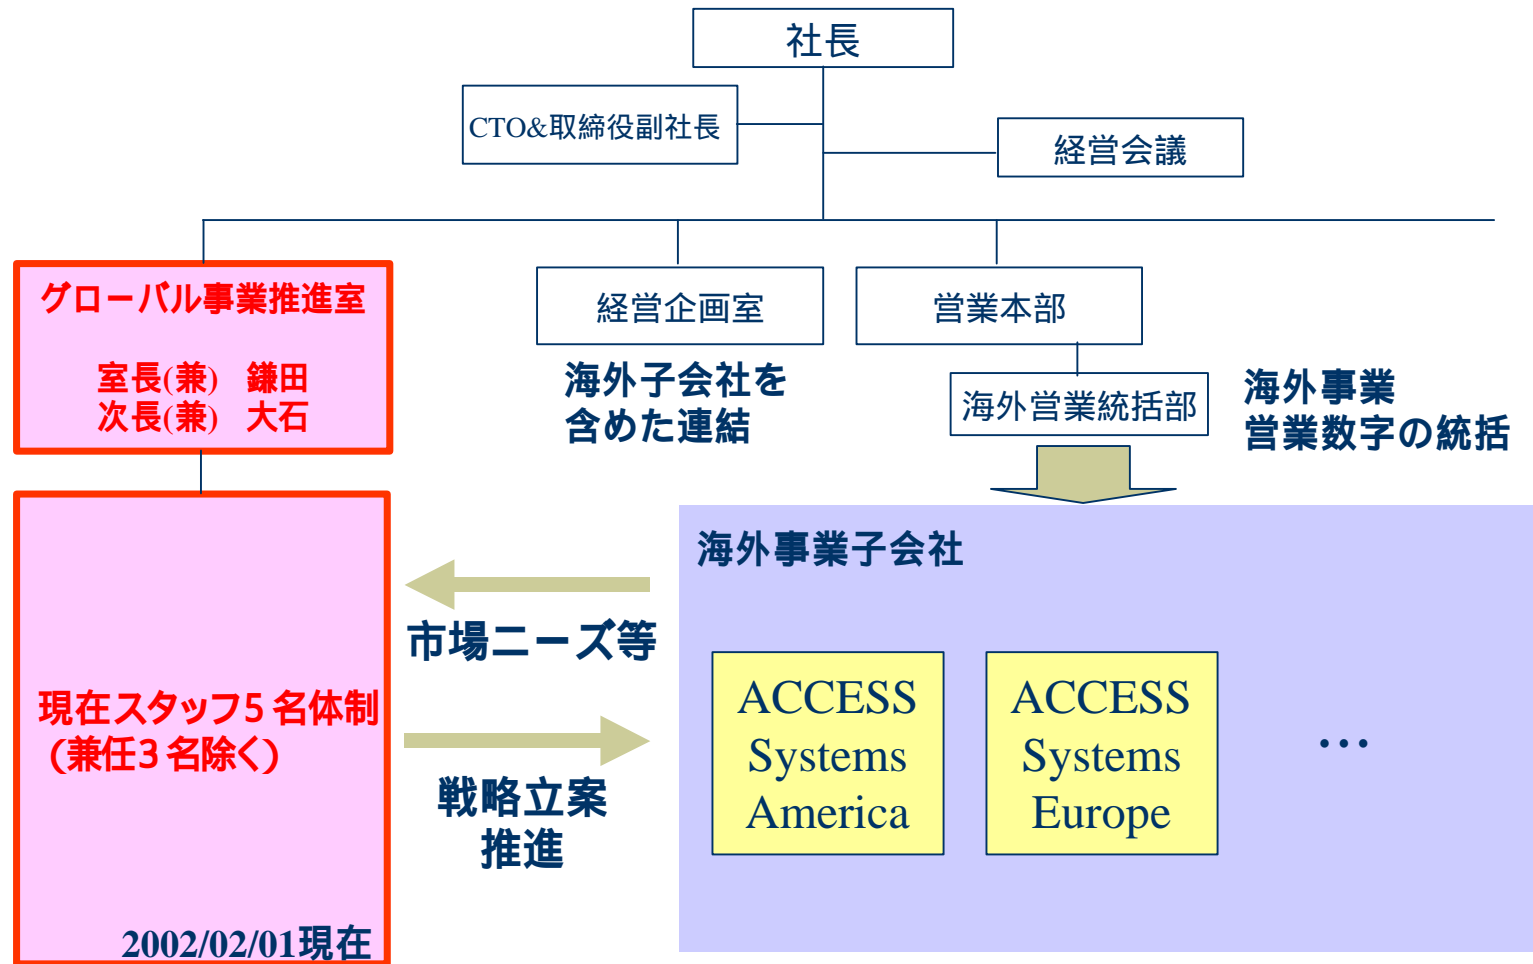 社長
CTO&取締役副社長
経営会議
グローバル事業推進室
室長(兼) 鎌田
次長(兼) 大石
経営企画室
海外子会社を
含めた連結
営業本部
海外営業統括部
海外事業
営業数字の統括
現在スタッフ5名体制
(兼任3名除く)
2002/02/01現在
市場ニーズ等
戦略立案
推進
海外事業子会社
ACCESS
Systems
America
ACCESS
Systems
Europe
…